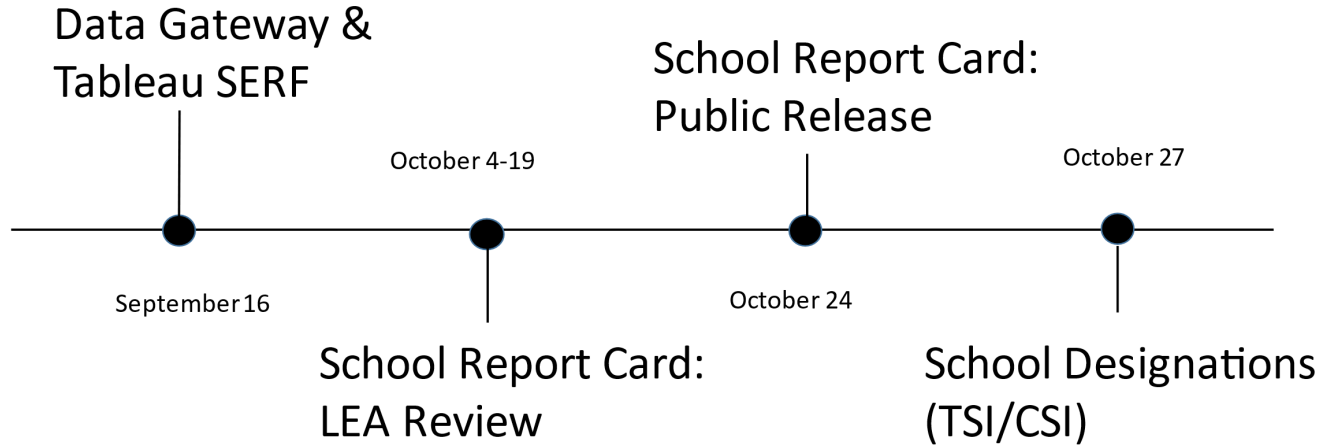 Data Gateway &
Tableau SERF
September 16
October 4-19
School Report Card:
LEA Review
School Report Card:
Public Release
October 24
October 27
School Designations
(TSI/CSI)